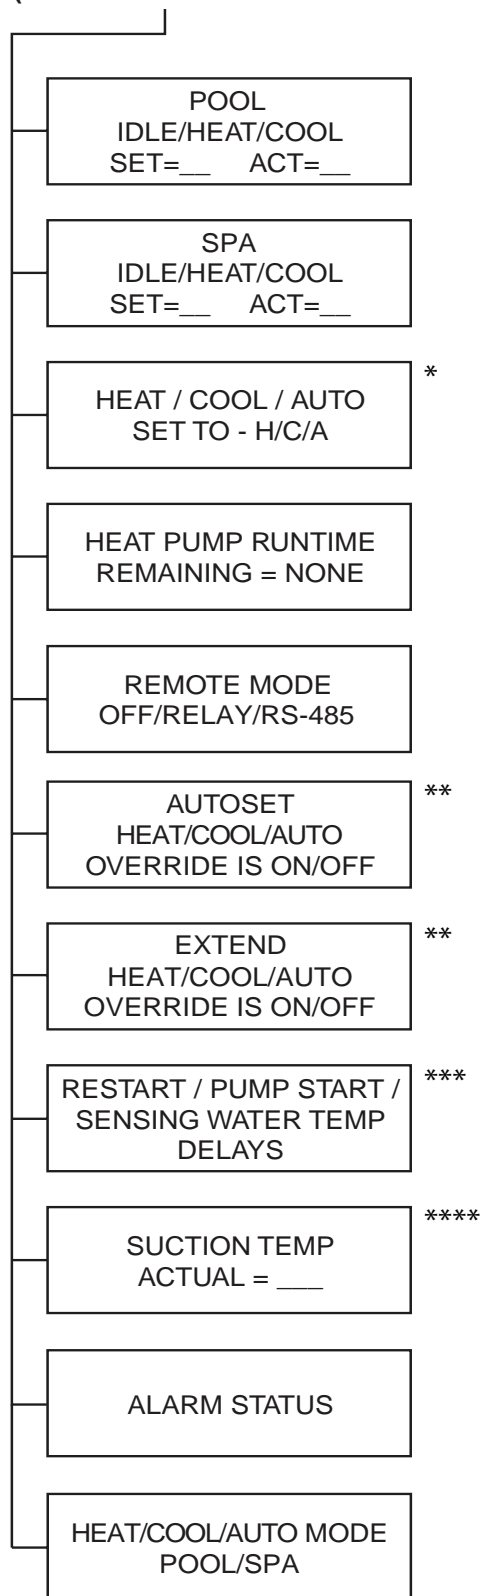 POOL
IDLE/HEAT/COOL
SET=__ ACT=__
SPA
IDLE/HEAT/COOL
SET=__ ACT=__
*
HEAT / COOL / AUTO
SET TO - H/C/A
HEAT PUMP RUNTIME
REMAINING = NONE
REMOTE MODE
OFF/RELAY/RS-485
**
AUTOSET
HEAT/COOL/AUTO
OVERRIDE IS ON/OFF
**
EXTEND
HEAT/COOL/AUTO
OVERRIDE IS ON/OFF
***
RESTART / PUMP START /
SENSING WATER TEMP
DELAYS
****
SUCTION TEMP
ACTUAL = ___
ALARM STATUS
HEAT/COOL/AUTO MODE
POOL/SPA